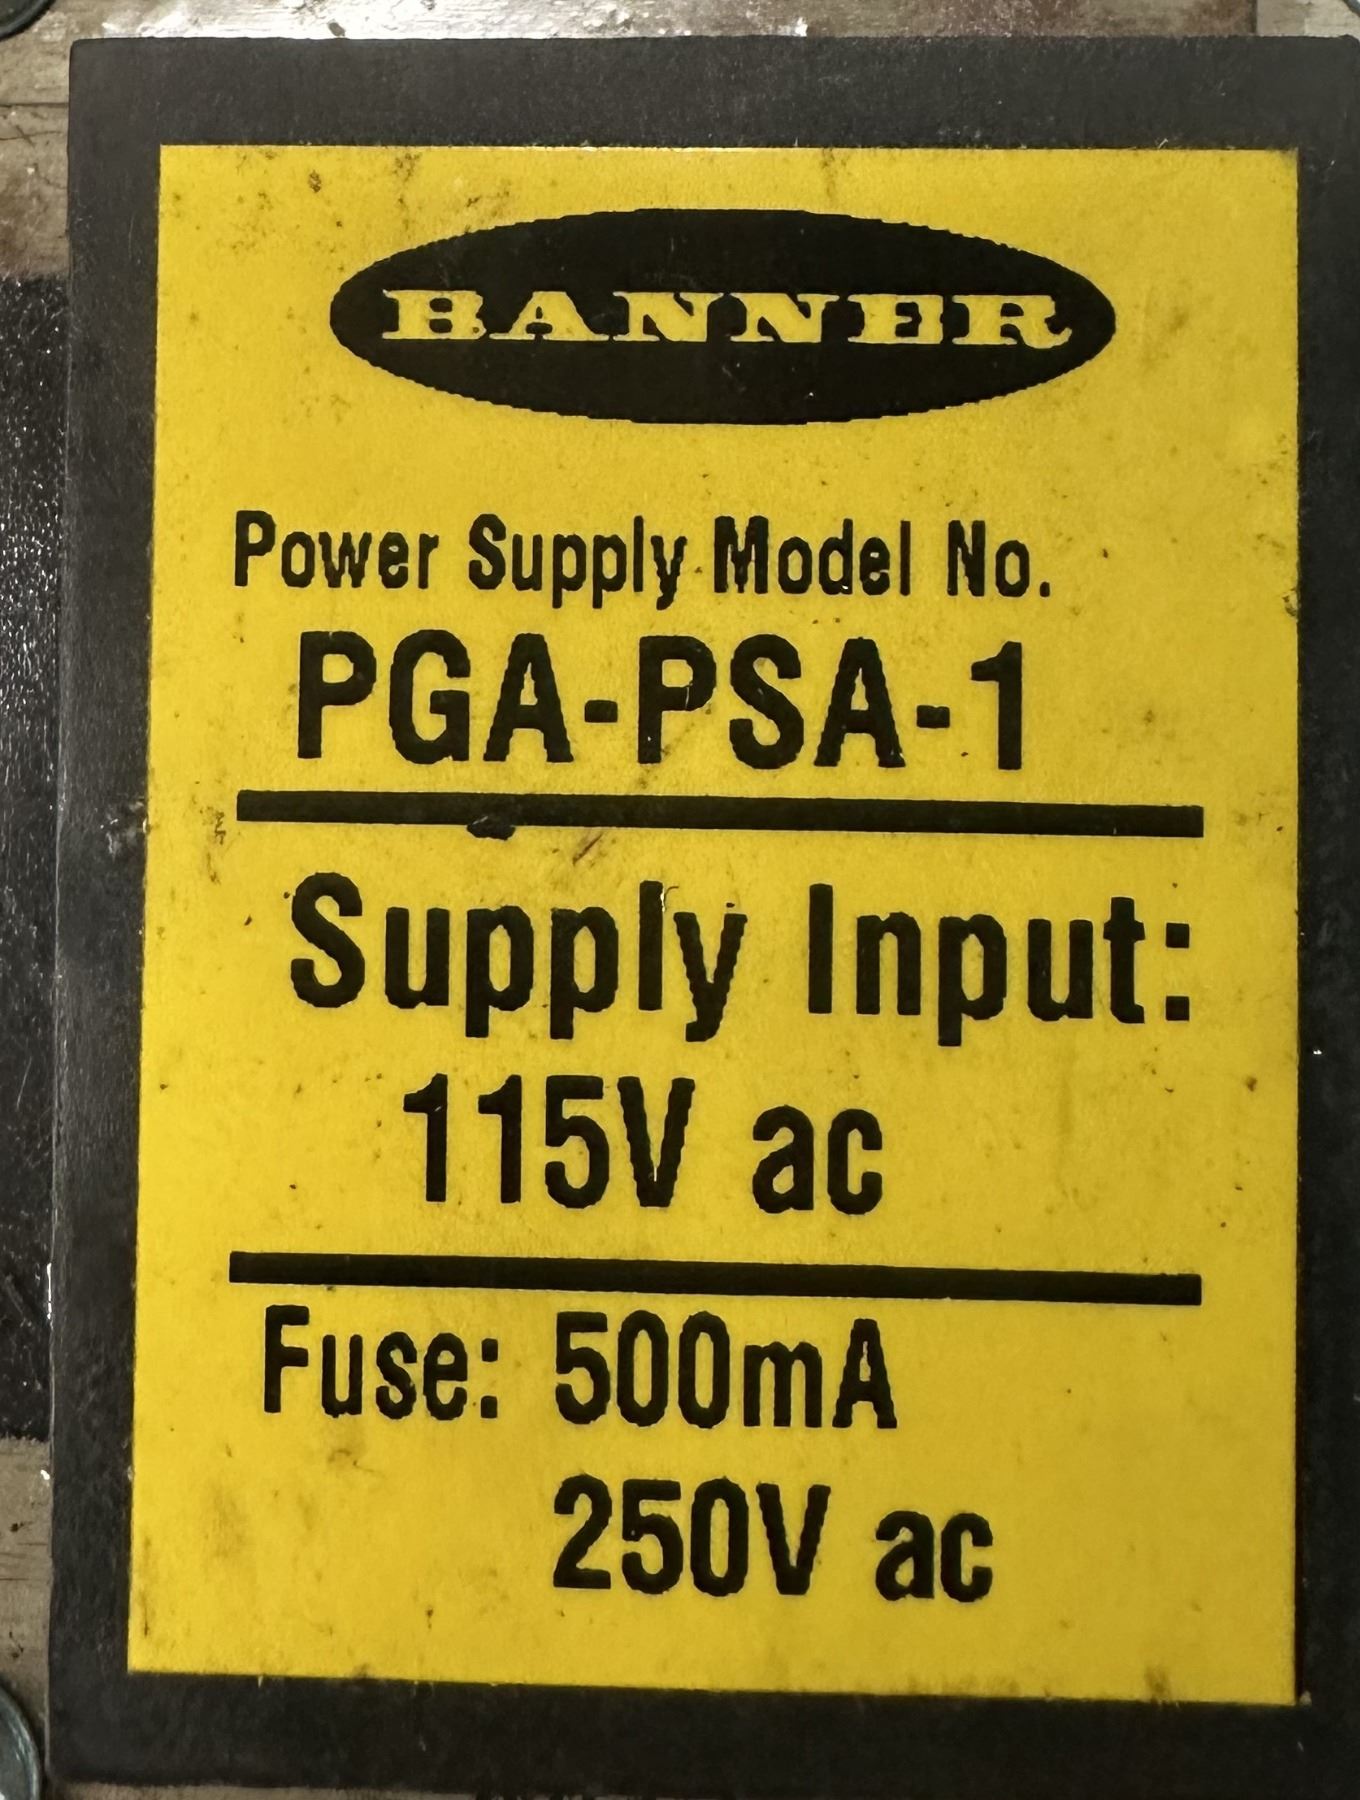 BANNER
Power Supply Model No.
PGA-PSA-1
Supply Input:
115V ac
Fuse: 500mA
250V ac